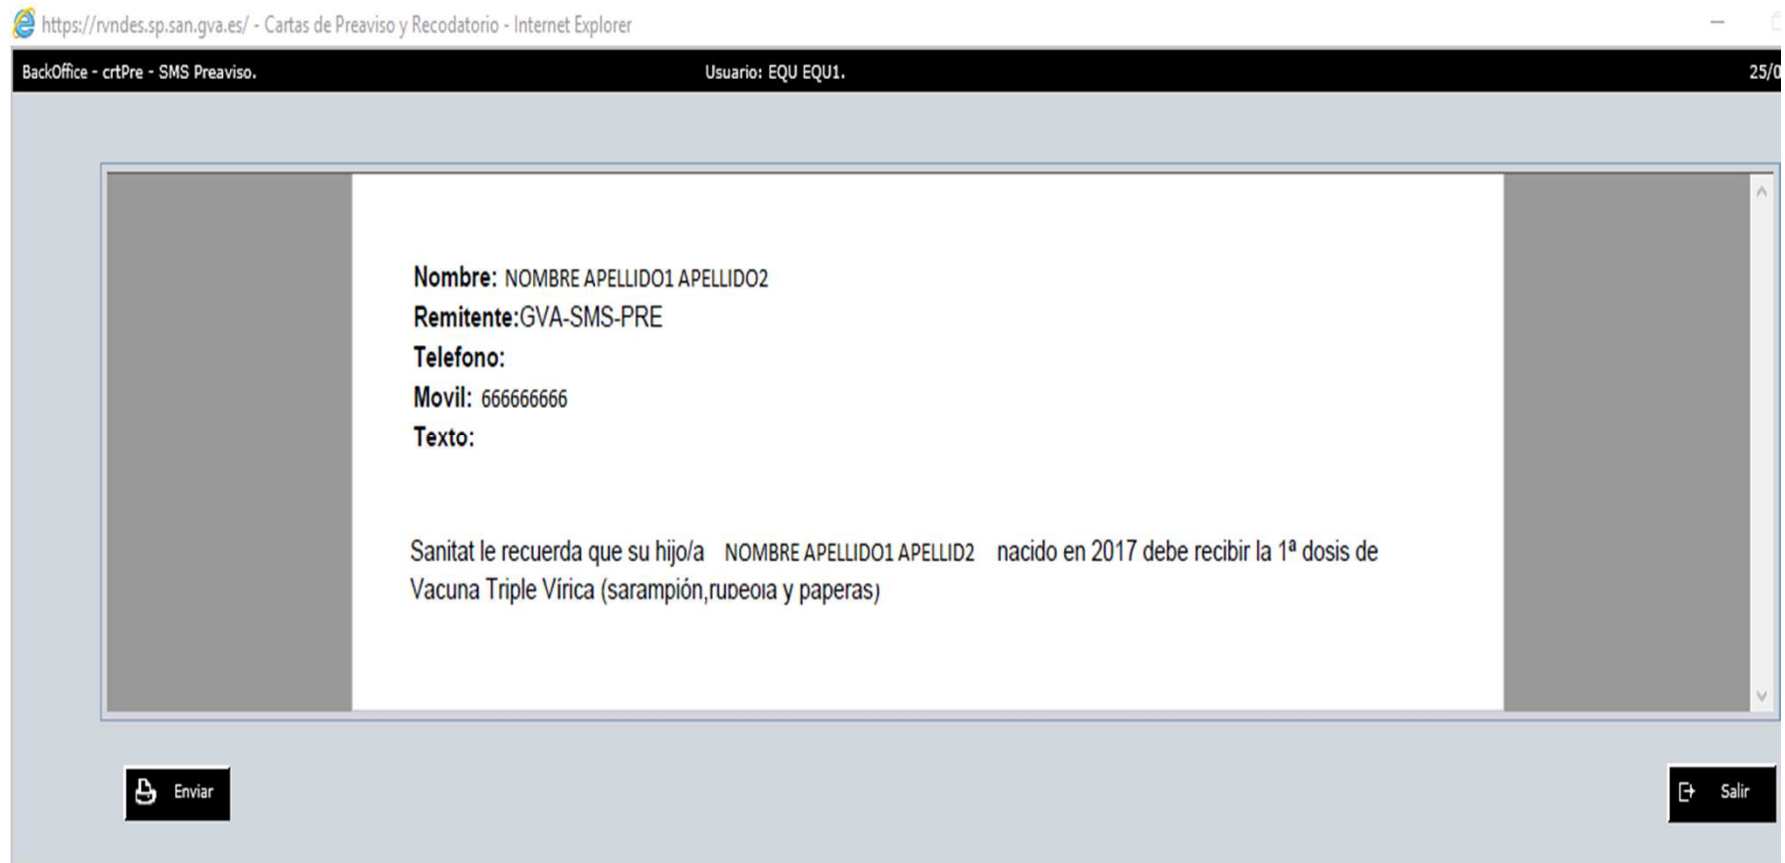 https://rvndes.sp.san.gva.es/ - Cartas de Preaviso y Recodatorio - Internet Explorer
BackOffice - crtPre - SMS Preaviso. Usuario: EQU EQU1. 25/0
Nombre: NOMBRE APELLIDO1 APELLIDO2
Remitente:GVA-SMS-PRE
Telefono:
Movil: 666666666
Texto:
Sanitat le recuerda que su hijo/a NOMBRE APELLIDO1 APELLID2 nacido en 2017 debe recibir la 1ª dosis de
Vacuna Triple Vírica (sarampión,rubeola y paperas)
Enviar Salir